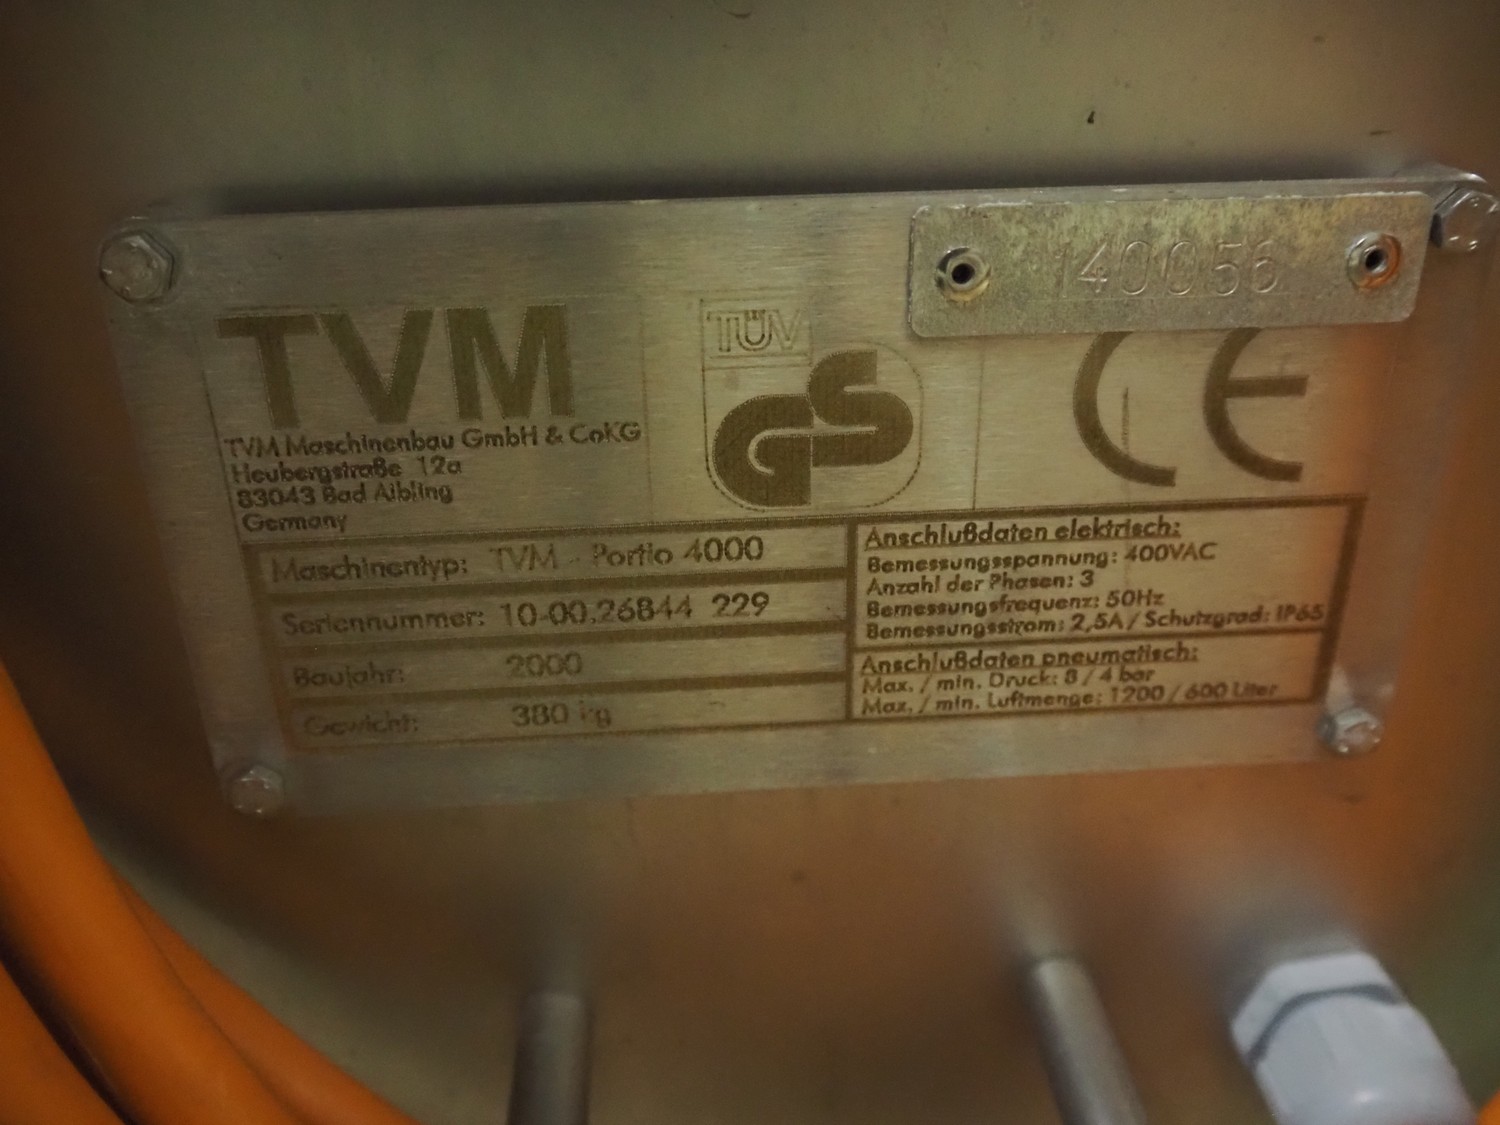 140056
TVM
TÜV
GS
CE
TVM Maschinenbau GmbH & CoKG
Heubergstraße 12a
83043 Bad Aibling
Germany
Maschinentyp: TVM - Portio 4000
Seriennummer: 10-00.26844 229
Baujahr: 2000
Gewicht: 380 kg
Anschlußdaten elektrisch:
Bemessungsspannung: 400VAC
Anzahl der Phasen: 3
Bemessungsfrequenz: 50Hz
Bemessungsstrom: 2,5A / Schutzgrad: IP65
Anschlußdaten pneumatisch:
Max. / min. Druck: 8 / 4 bar
Max. / min. Luftmenge: 1200 / 600 Liter